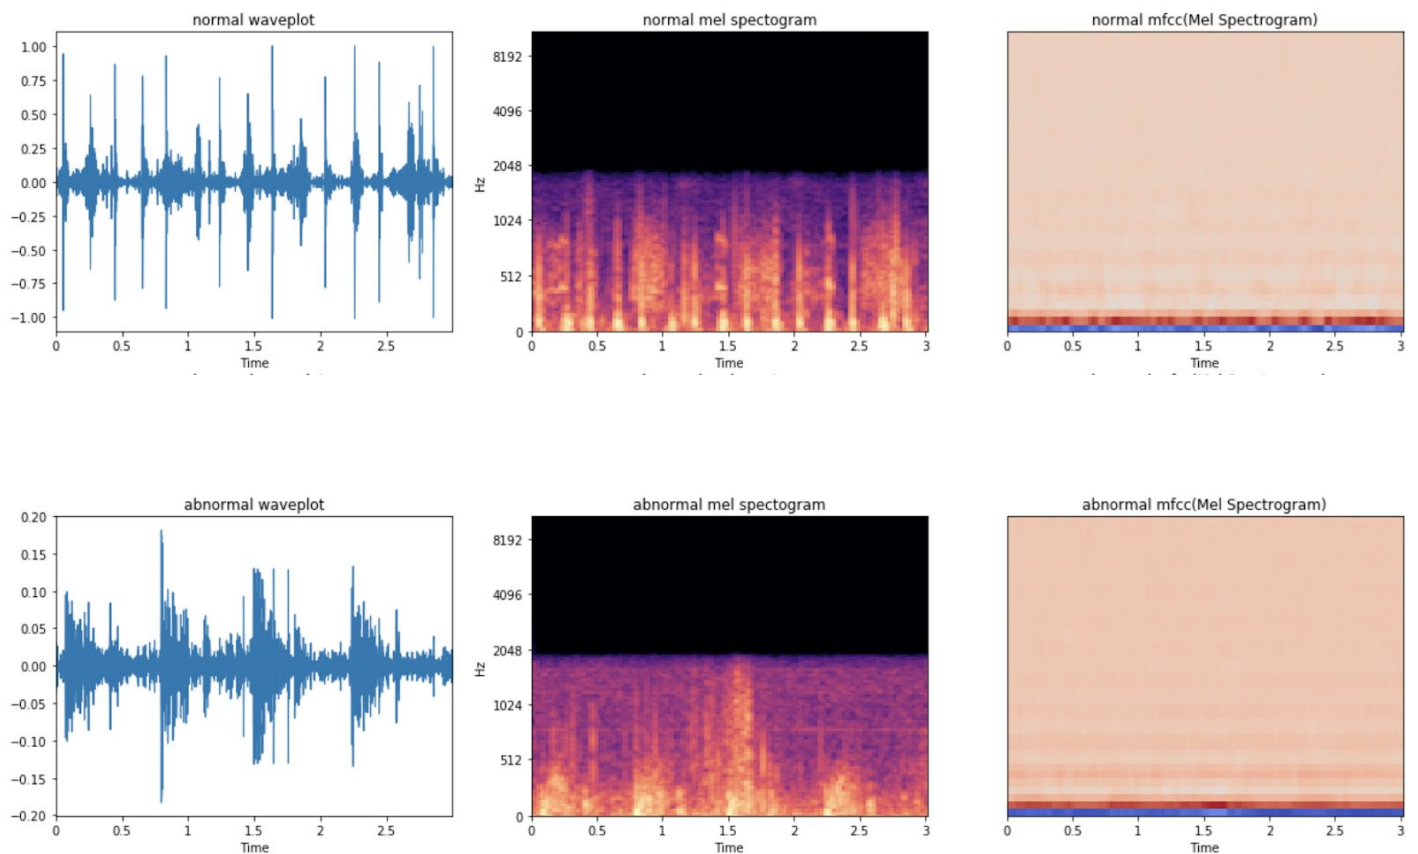 normal waveplot
1.00
0.75
0.50
0.25
0.00
−0.25
−0.50
−0.75
−1.00
0 0.5 1 1.5 2 2.5
Time
normal mel spectogram
8192
4096
2048
1024
512
0
Hz
0 0.5 1 1.5 2 2.5 3
Time
normal mfcc(Mel Spectrogram)
0 0.5 1 1.5 2 2.5 3
Time
abnormal waveplot
0.20
0.15
0.10
0.05
0.00
−0.05
−0.10
−0.15
−0.20
0 0.5 1 1.5 2 2.5
Time
abnormal mel spectogram
8192
4096
2048
1024
512
0
Hz
0 0.5 1 1.5 2 2.5 3
Time
abnormal mfcc(Mel Spectrogram)
0 0.5 1 1.5 2 2.5 3
Time